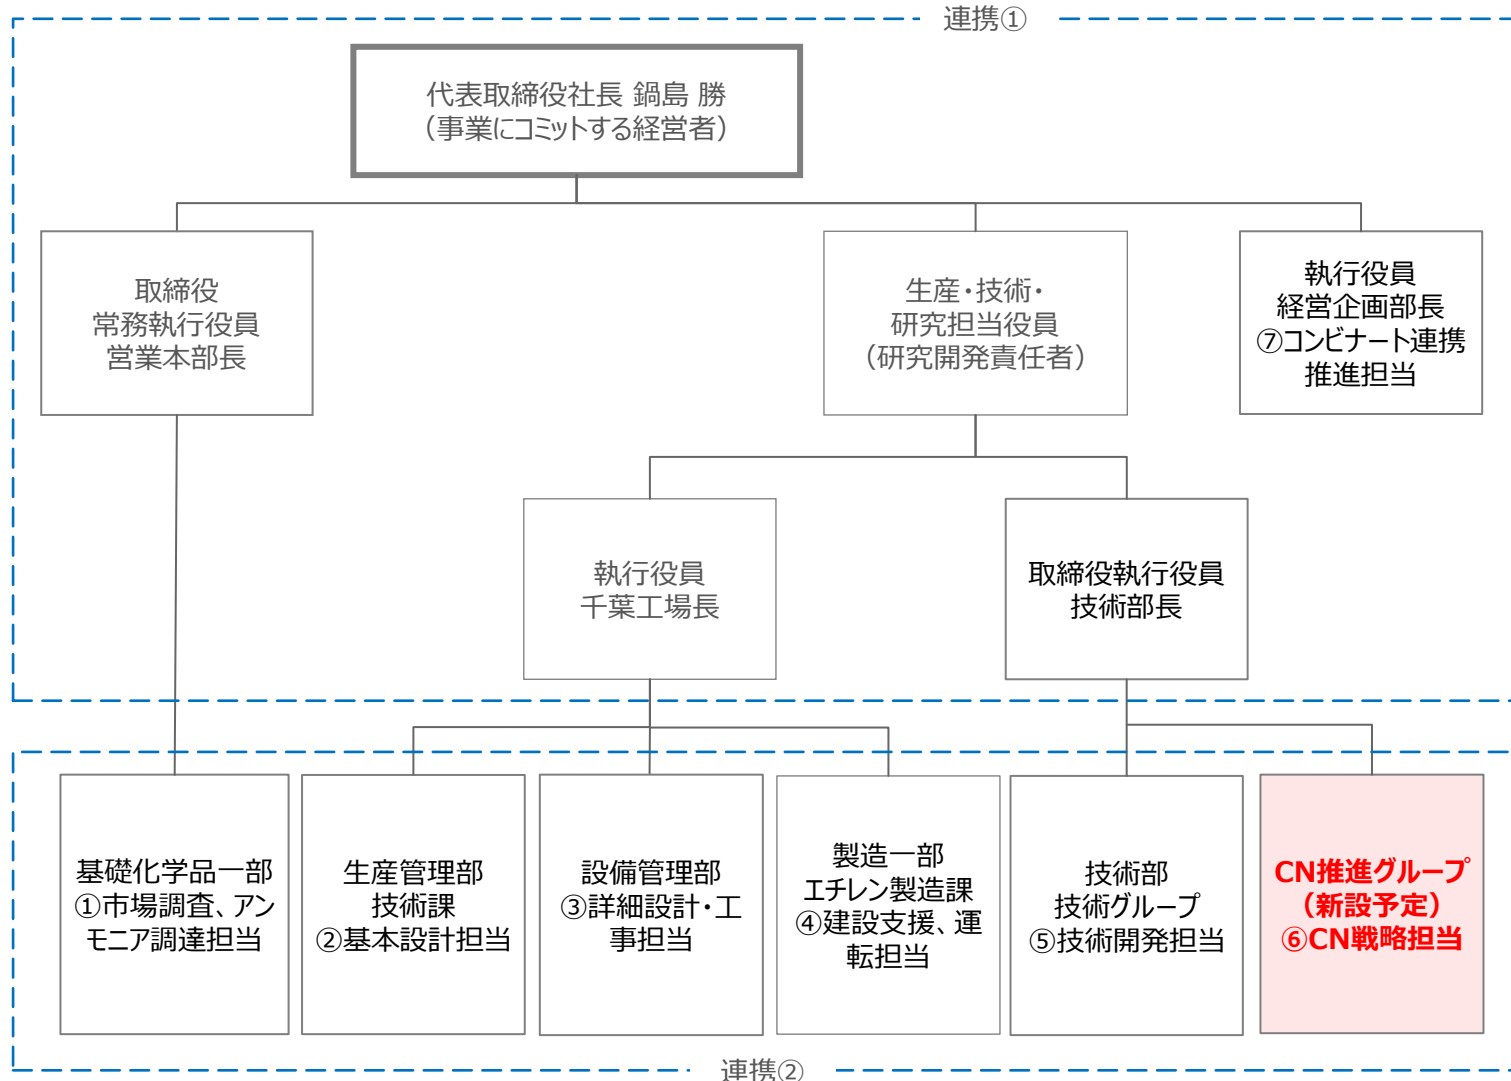 連携①
代表取締役社長 鍋島 勝
（事業にコミットする経営者）
取締役
常務執行役員
営業本部長
生産・技術・
研究担当役員
（研究開発責任者）
執行役員
経営企画部長
⑦コンビナート連携
推進担当
執行役員
千葉工場長
取締役執行役員
技術部長
基礎化学品一部
①市場調査、アン
モニア調達担当
生産管理部
技術課
②基本設計担当
設備管理部
③詳細設計・工
事担当
製造一部
エチレン製造課
④建設支援、運
転担当
技術部
技術グループ
⑤技術開発担当
CN推進グループ
（新設予定）
⑥CN戦略担当
連携②